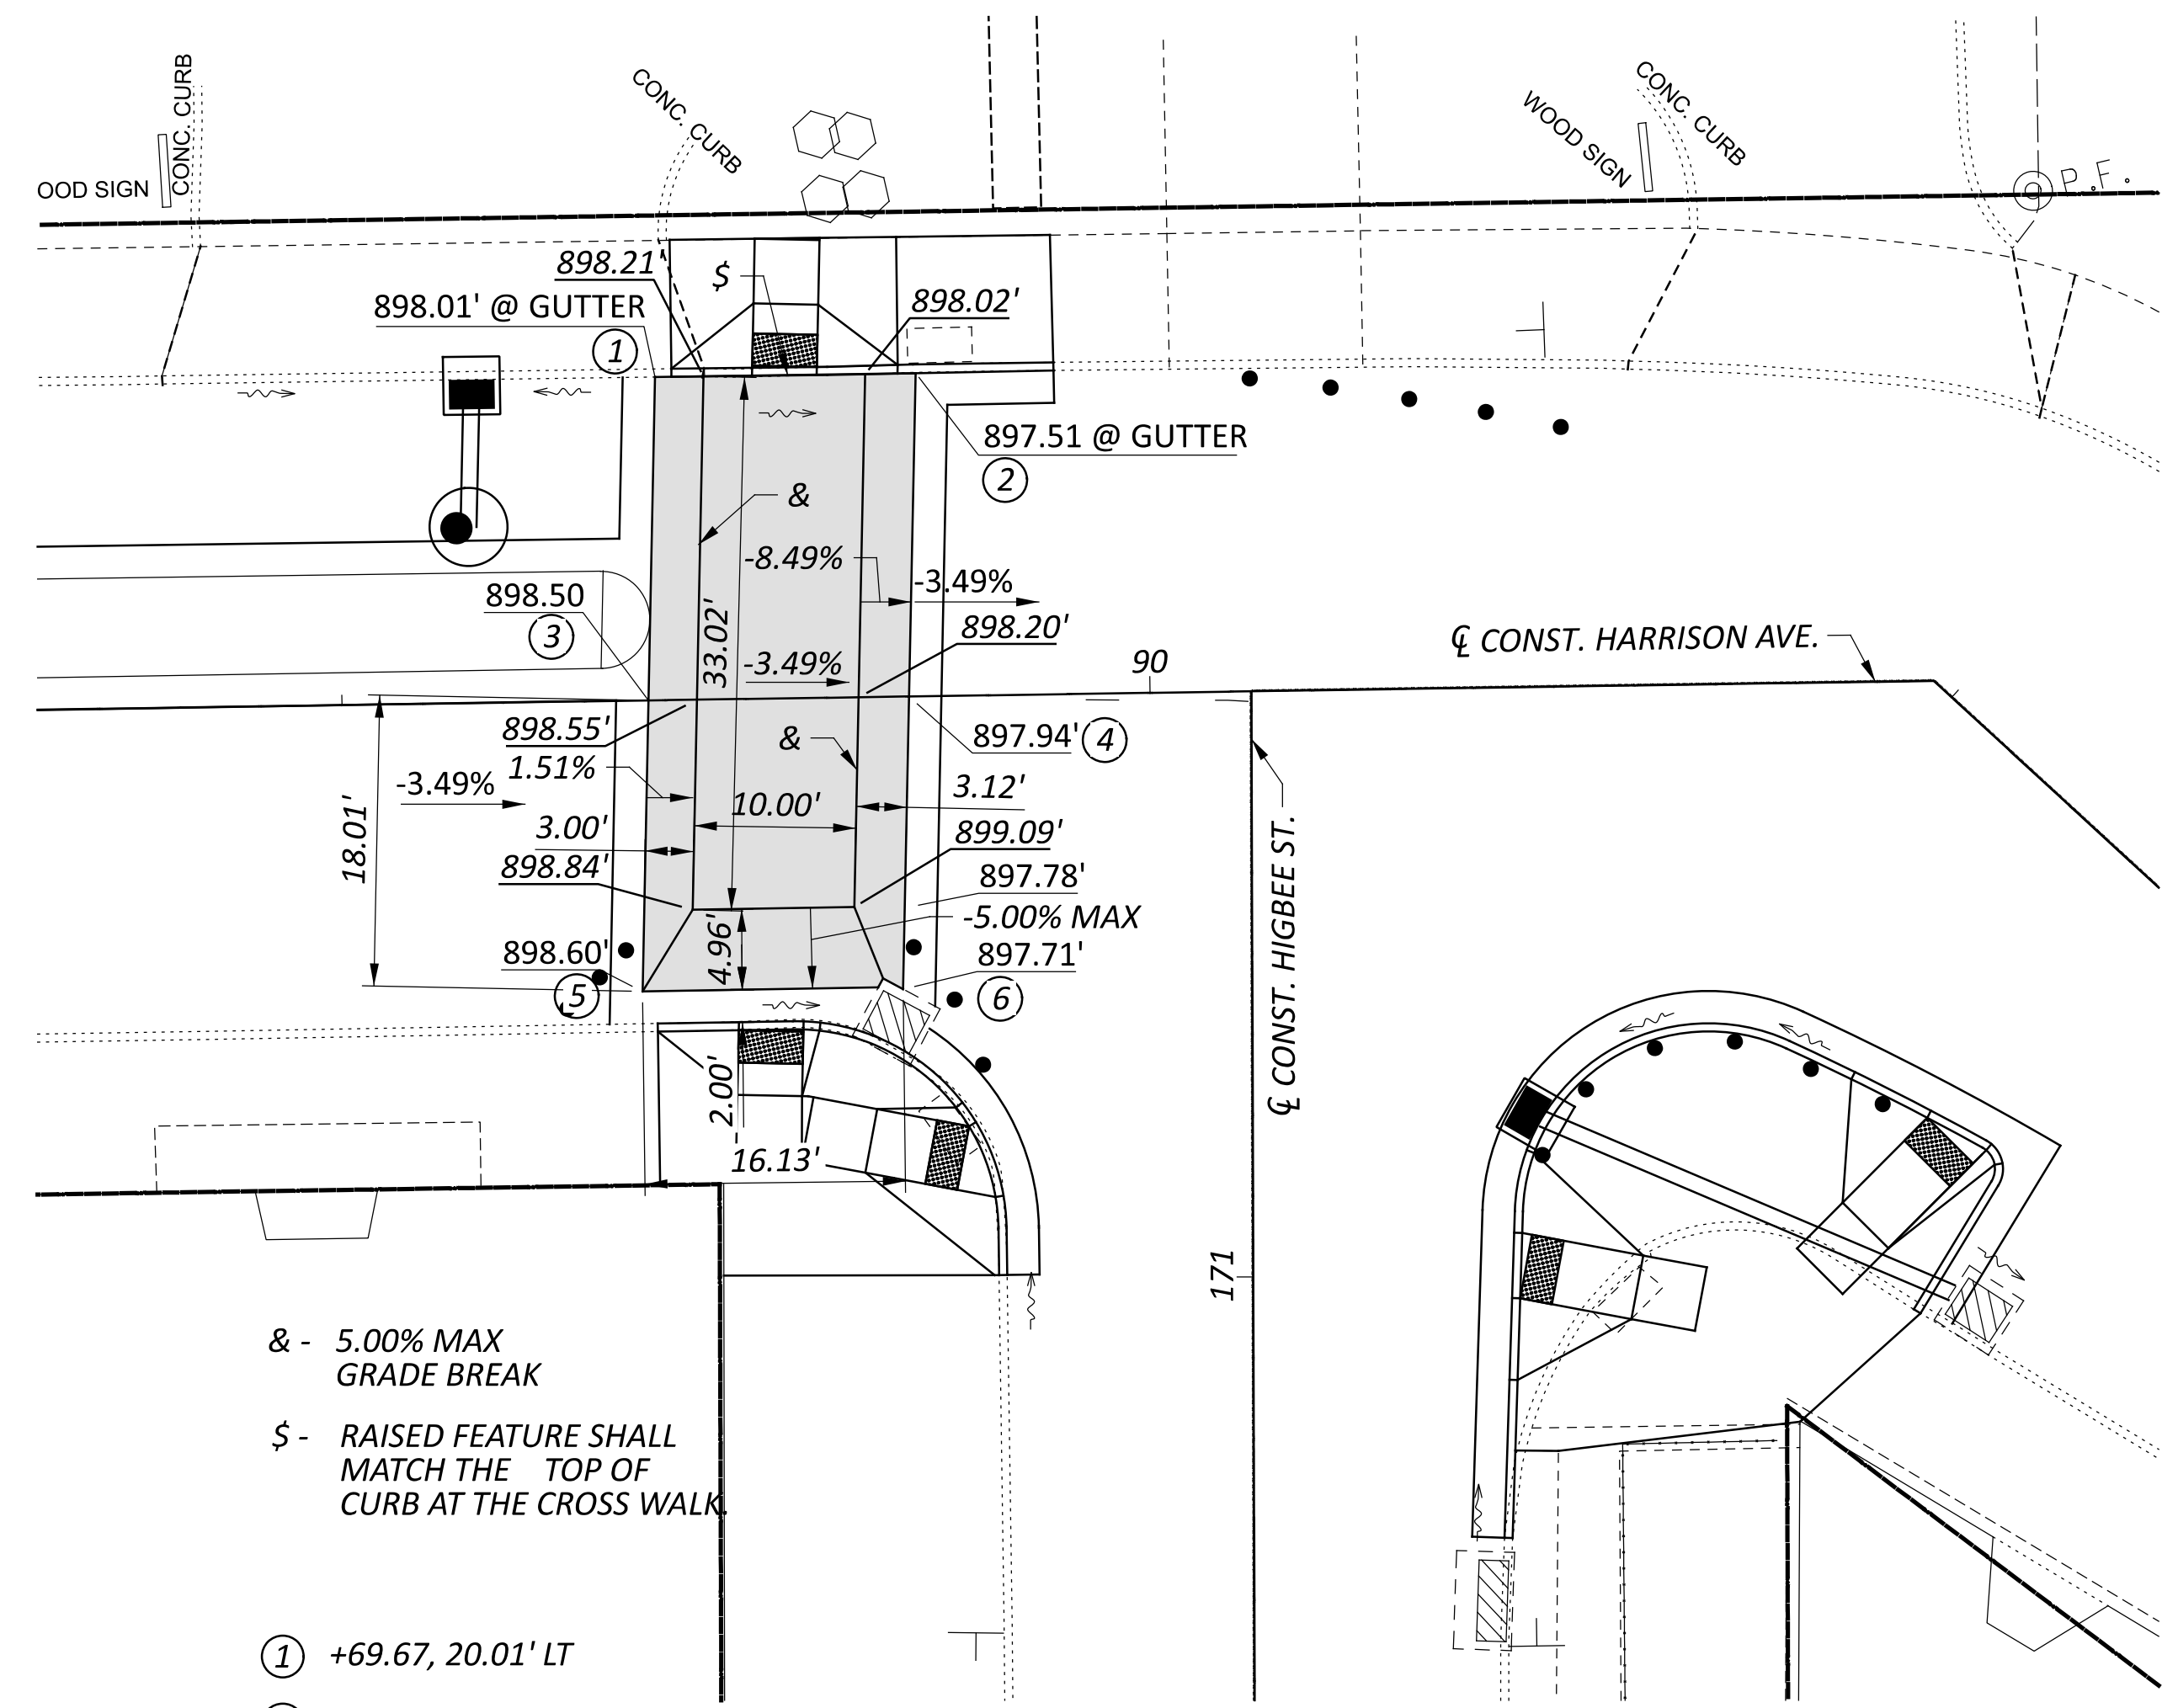 CONC. CURB
OOD SIGN
CONC. CURB
WOOD SIGN
CONC. CURB
P.F.
898.21
$
898.02'
898.01' @ GUTTER
1
897.51 @ GUTTER
2
&
-8.49%
-3.49%
898.50
3
33.02'
898.20'
-3.49%
90
℄ CONST. HARRISON AVE.
898.55'
&
897.94'
4
1.51%
-3.49%
10.00'
3.12'
18.01'
3.00'
899.09'
898.84'
897.78'
-5.00% MAX
4.96'
898.60'
897.71'
5
6
℄ CONST. HIGBEE ST.
2.00'
16.13'
171
& - 5.00% MAX
GRADE BREAK
$ - RAISED FEATURE SHALL
MATCH THE TOP OF
CURB AT THE CROSS WALK.
1 +69.67, 20.01' LT